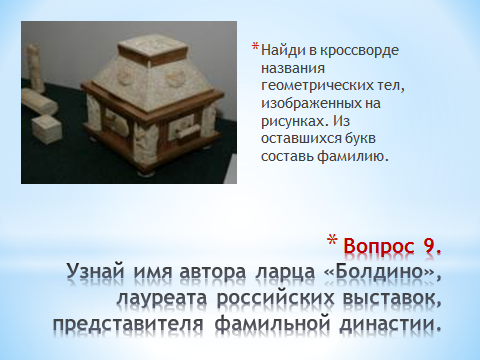 * Найди в кроссворде
названия
геометрических тел,
изображенных на
рисунках. Из
оставшихся букв
составь фамилию.
* Вопрос 9.
Узнай имя автора ларца «Болдино»,
лауреата российских выставок,
представителя фамильной династии.